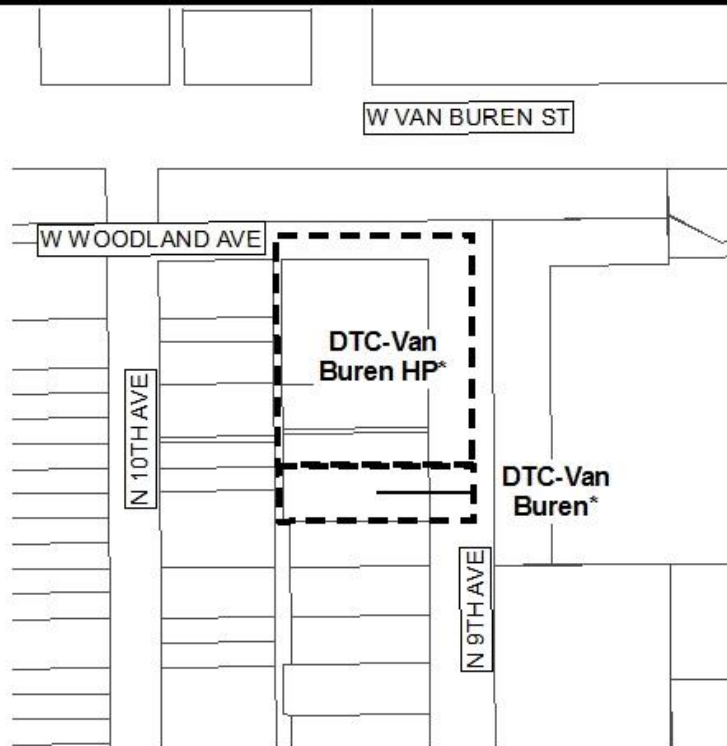 W VAN BUREN ST
W WOODLAND AVE
DTC-Van
Buren HP*
N 10TH AVE
DTC-Van
Buren*
N 9TH AVE